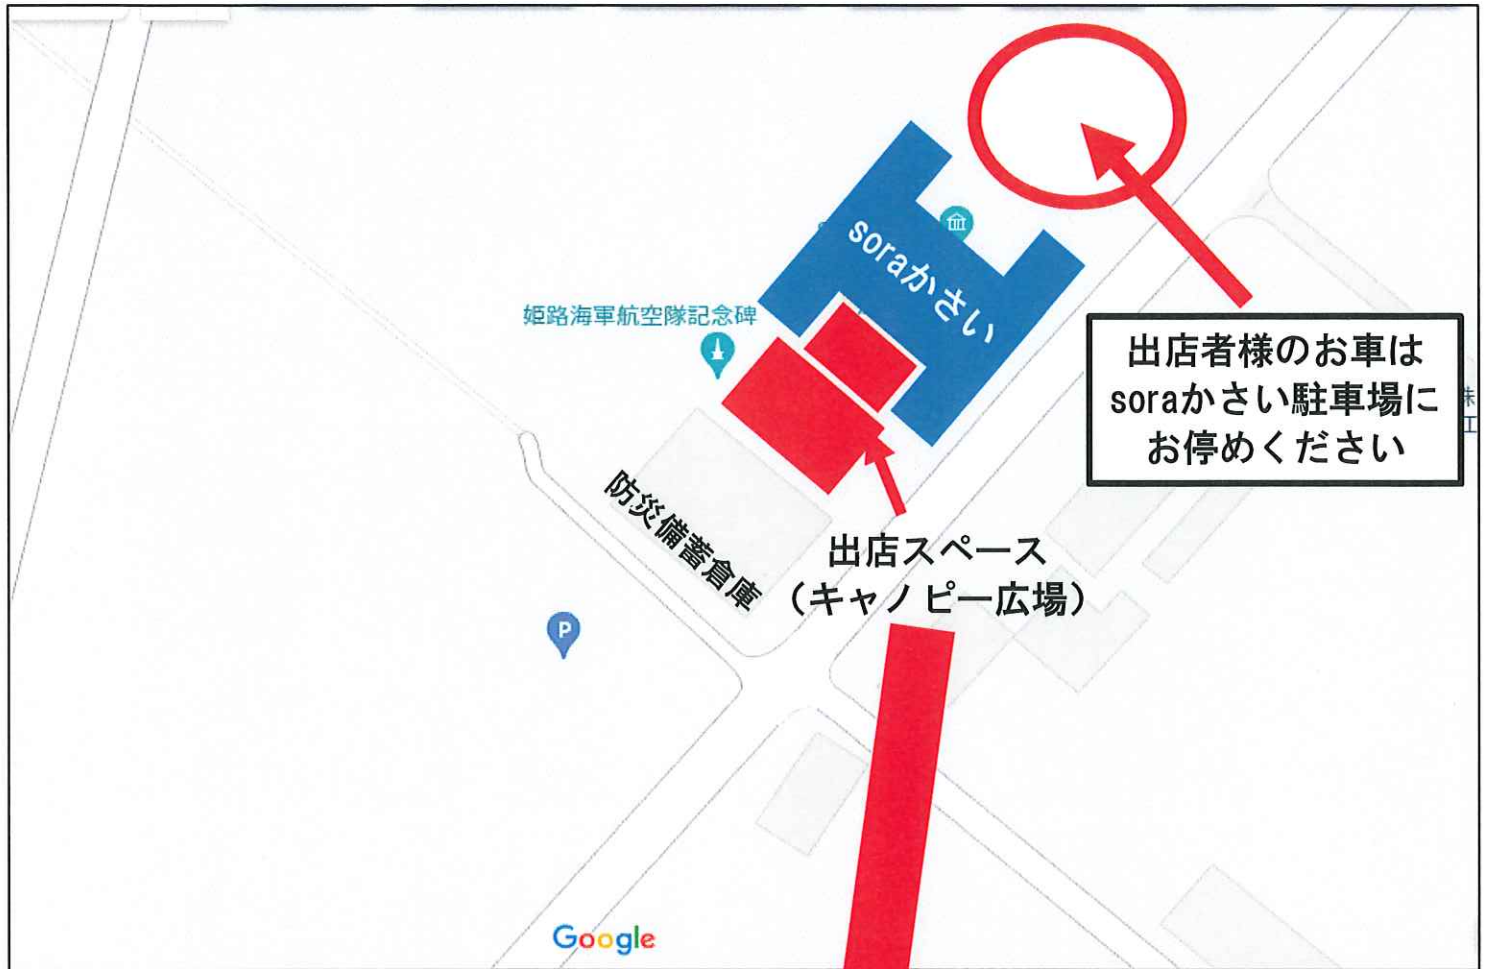 soraかさい
姫路海軍航空隊記念碑
出店者様のお車は
soraかさい駐車場に
お停めください
防災備蓄倉庫
出店スペース
（キャノピー広場）
P
Google